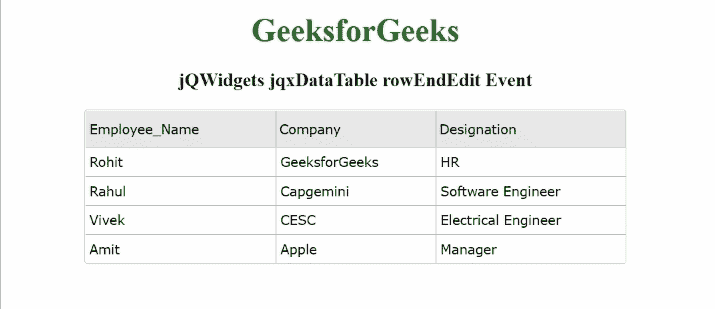 GeeksforGeeks
jQWidgets jqxDataTable rowEndEdit Event
Employee_Name Company Designation
Rohit GeeksforGeeks HR
Rahul Capgemini Software Engineer
Vivek CESC Electrical Engineer
Amit Apple Manager